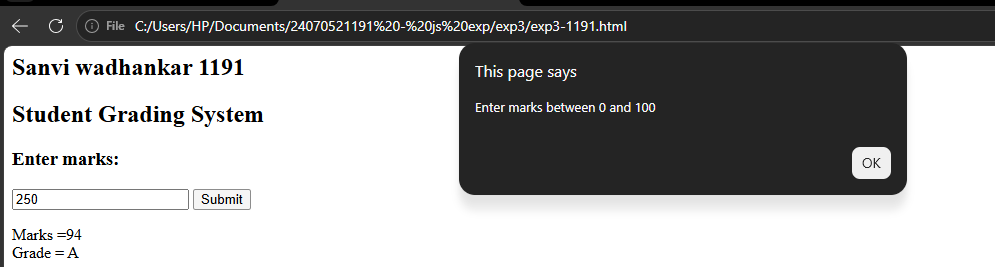 File C:/Users/HP/Documents/24070521191%20-%20js%20exp/exp3/exp3-1191.html
Sanvi wadhankar 1191
This page says
Enter marks between 0 and 100
OK
Student Grading System
Enter marks:
250 Submit
Marks =94
Grade = A